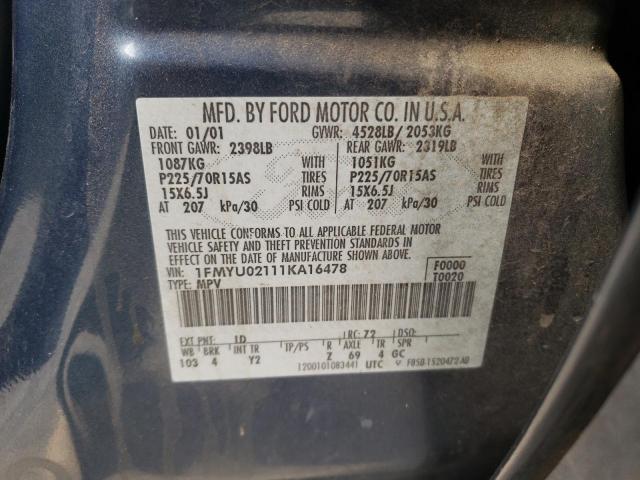 MFD. BY FORD MOTOR CO. IN U.S.A.
DATE: 01/01 GVWR: 4528LB/ 2053KG
FRONT GAWR: 2398LB REAR GAWR: 2319LB
1087KG WITH 1051KG WITH
P225/70R15AS TIRES P225/70R15AS TIRES
15X6.5J RIMS 15X6.5J RIMS
AT 207 kPa/30 PSI COLD AT 207 kPa/30 PSI COLD
THIS VEHICLE CONFORMS TO ALL APPLICABLE FEDERAL MOTOR
VEHICLE SAFETY AND THEFT PREVENTION STANDARDS IN
EFFECT ON THE DATE OF MANUFACTURE SHOWN ABOVE.
VIN: 1FMYU02111KA16478 F0000
TYPE: MPV T0020
EXT PNT: 1D RC: 72 DSO:
WB BRK INT TR TP/PS R AXLE TR SPR
103 4 Y2 Z 69 4 GC
1200101083441 UTC